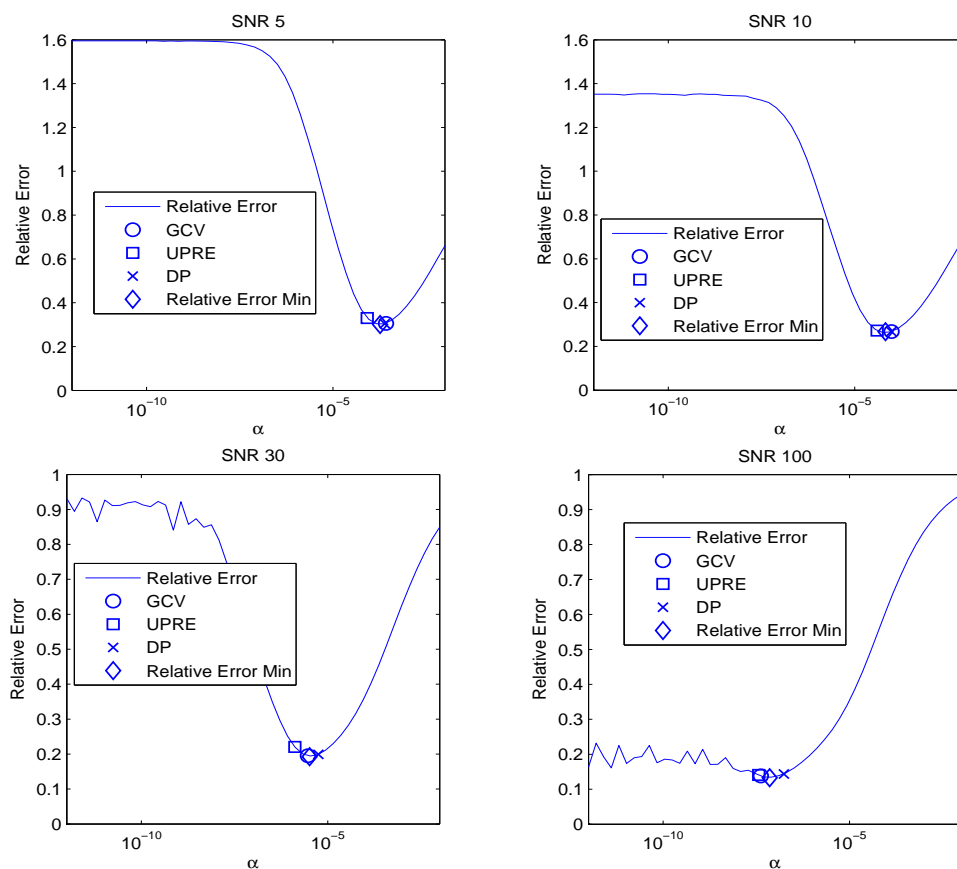 SNR 5
1.6
1.4
1.2
1
0.8
0.6
0.4
0.2
0
Relative Error
Relative Error
GCV
UPRE
DP
Relative Error Min
10⁻¹⁰
10⁻⁵
α
SNR 10
1.6
1.4
1.2
1
0.8
0.6
0.4
0.2
0
Relative Error
Relative Error
GCV
UPRE
DP
Relative Error Min
10⁻¹⁰
10⁻⁵
α
SNR 30
1
0.9
0.8
0.7
0.6
0.5
0.4
0.3
0.2
0.1
0
Relative Error
Relative Error
GCV
UPRE
DP
Relative Error Min
10⁻¹⁰
10⁻⁵
α
SNR 100
1
0.9
0.8
0.7
0.6
0.5
0.4
0.3
0.2
0.1
0
Relative Error
Relative Error
GCV
UPRE
DP
Relative Error Min
10⁻¹⁰
10⁻⁵
α